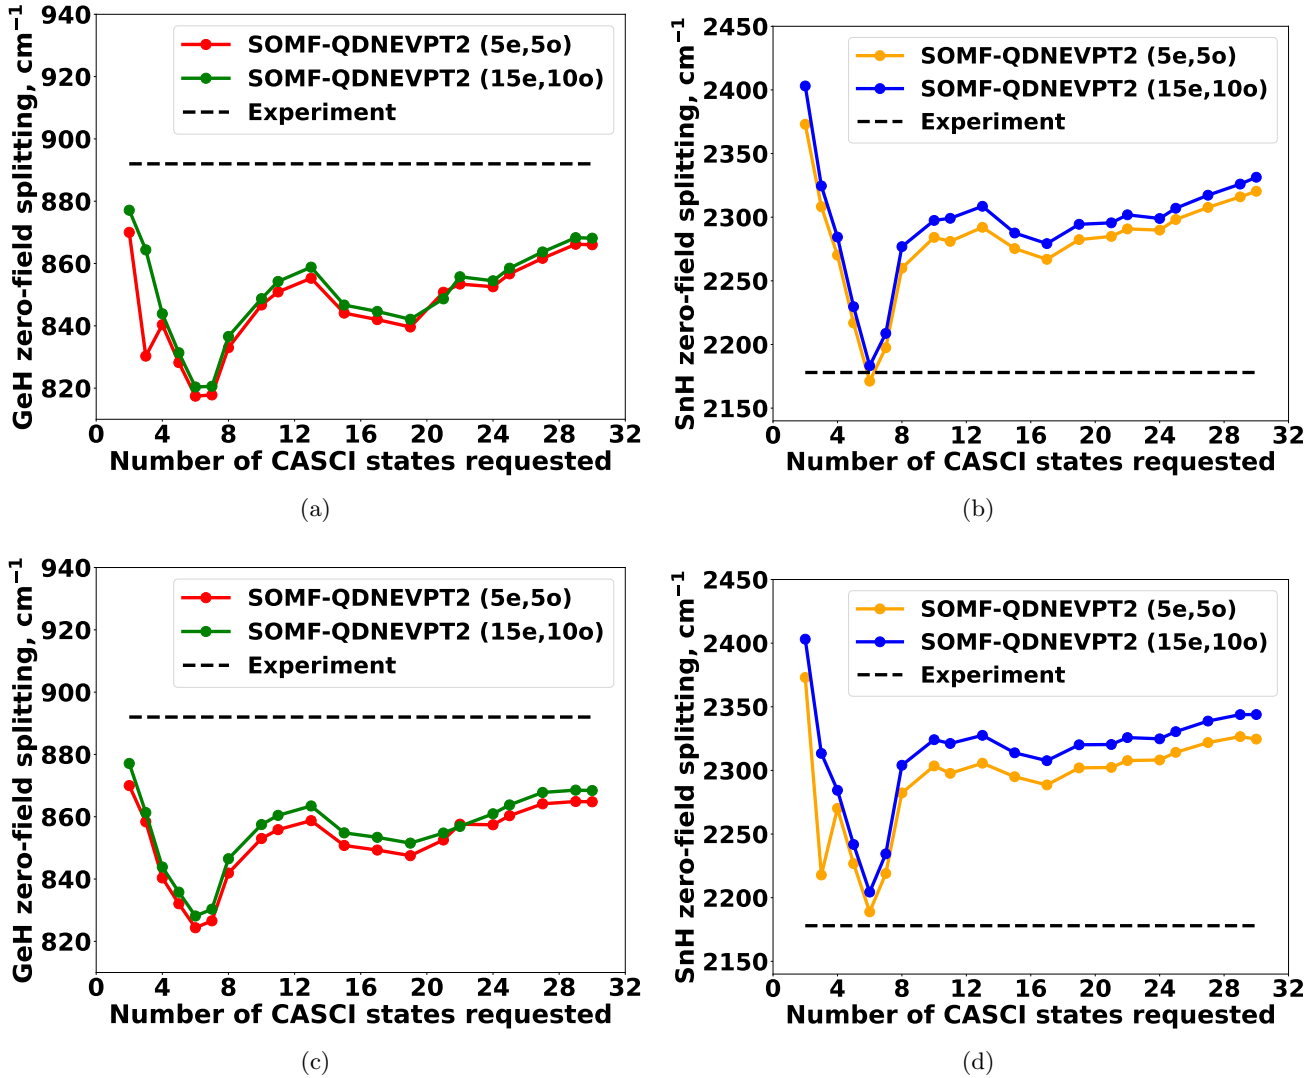 GeH zero-field splitting, cm⁻¹
940
920
900
880
860
840
820
SOMF-QDNEVPT2 (5e,5o)
SOMF-QDNEVPT2 (15e,10o)
Experiment
0 4 8 12 16 20 24 28 32
Number of CASCI states requested
(a)
SnH zero-field splitting, cm⁻¹
2450
2400
2350
2300
2250
2200
2150
SOMF-QDNEVPT2 (5e,5o)
SOMF-QDNEVPT2 (15e,10o)
Experiment
0 4 8 12 16 20 24 28 32
Number of CASCI states requested
(b)
GeH zero-field splitting, cm⁻¹
940
920
900
880
860
840
820
SOMF-QDNEVPT2 (5e,5o)
SOMF-QDNEVPT2 (15e,10o)
Experiment
0 4 8 12 16 20 24 28 32
Number of CASCI states requested
(c)
SnH zero-field splitting, cm⁻¹
2450
2400
2350
2300
2250
2200
2150
SOMF-QDNEVPT2 (5e,5o)
SOMF-QDNEVPT2 (15e,10o)
Experiment
0 4 8 12 16 20 24 28 32
Number of CASCI states requested
(d)